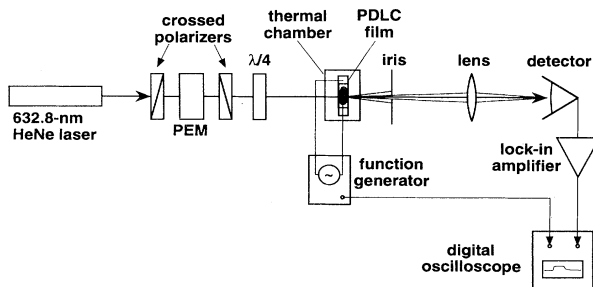 crossed
polarizers
λ/4
thermal
chamber
PDLC
film
iris
lens
detector
632.8-nm
HeNe laser
PEM
lock-in
amplifier
function
generator
~
digital
oscilloscope